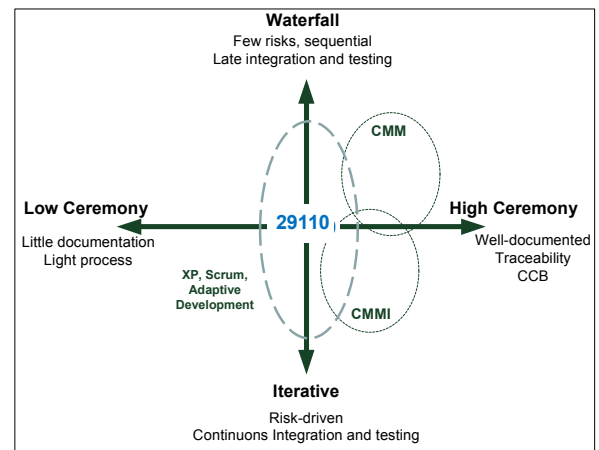 Waterfall
Few risks, sequential
Late integration and testing
CMM
Low Ceremony
Little documentation
Light process
29110
High Ceremony
Well-documented
Traceability
CCB
XP, Scrum,
Adaptive
Development
CMMI
Iterative
Risk-driven
Continuons Integration and testing